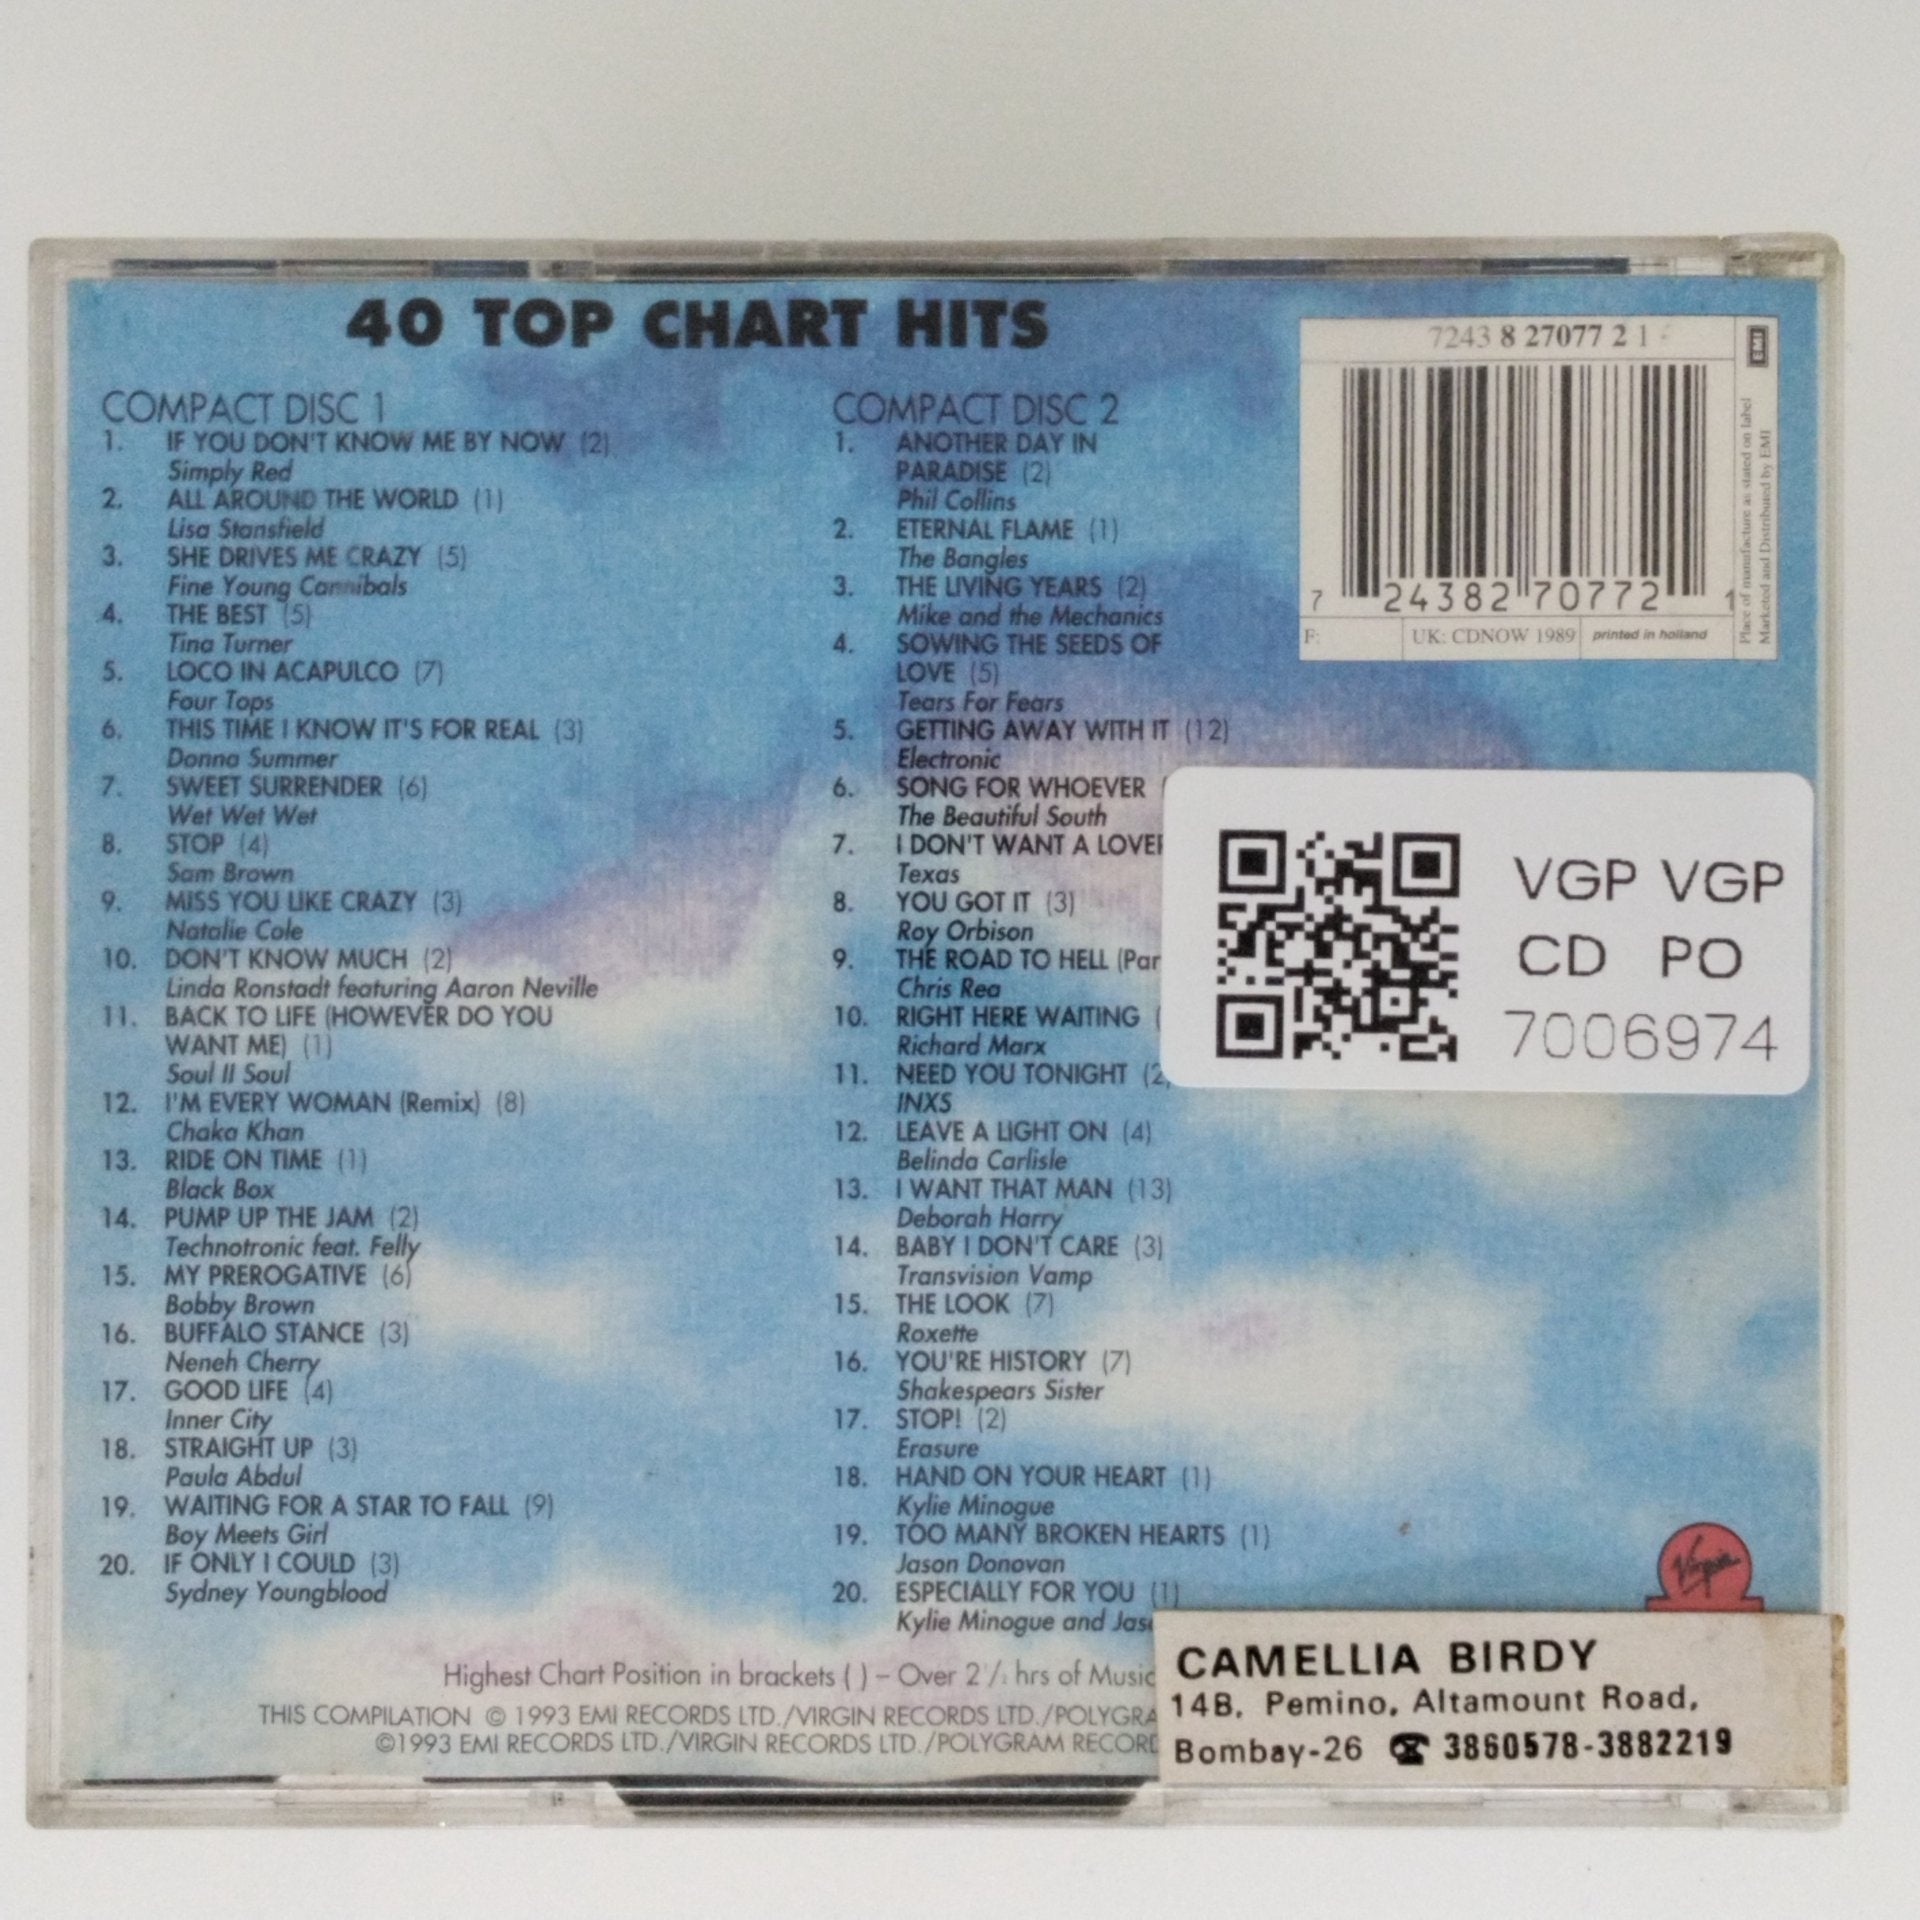 40 TOP CHART HITS
COMPACT DISC 1
1. IF YOU DON'T KNOW ME BY NOW (2)
Simply Red
2. ALL AROUND THE WORLD (1)
Lisa Stansfield
3. SHE DRIVES ME CRAZY (5)
Fine Young Cannibals
4. THE BEST (5)
Tina Turner
5. LOCO IN ACAPULCO (7)
Four Tops
6. THIS TIME I KNOW IT'S FOR REAL (3)
Donna Summer
7. SWEET SURRENDER (6)
Wet Wet Wet
8. STOP (4)
Sam Brown
9. MISS YOU LIKE CRAZY (3)
Natalie Cole
10. DON'T KNOW MUCH (2)
Linda Ronstadt featuring Aaron Neville
11. BACK TO LIFE (HOWEVER DO YOU
WANT ME) (1)
Soul II Soul
12. I'M EVERY WOMAN (Remix) (8)
Chaka Khan
13. RIDE ON TIME (1)
Black Box
14. PUMP UP THE JAM (2)
Technotronic feat. Felly
15. MY PREROGATIVE (6)
Bobby Brown
16. BUFFALO STANCE (3)
Neneh Cherry
17. GOOD LIFE (4)
Inner City
18. STRAIGHT UP (3)
Paula Abdul
19. WAITING FOR A STAR TO FALL (9)
Boy Meets Girl
20. IF ONLY I COULD (3)
Sydney Youngblood
COMPACT DISC 2
1. ANOTHER DAY IN
PARADISE (2)
Phil Collins
2. ETERNAL FLAME (1)
The Bangles
3. THE LIVING YEARS (2)
Mike and the Mechanics
4. SOWING THE SEEDS OF
LOVE (5)
Tears For Fears
5. GETTING AWAY WITH IT (12)
Electronic
6. SONG FOR WHOEVER (
The Beautiful South
7. I DON'T WANT A LOVER
Texas
8. YOU GOT IT (3)
Roy Orbison
9. THE ROAD TO HELL (Par
Chris Rea
10. RIGHT HERE WAITING (
Richard Marx
11. NEED YOU TONIGHT (2
INXS
12. LEAVE A LIGHT ON (4)
Belinda Carlisle
13. I WANT THAT MAN (13)
Deborah Harry
14. BABY I DON'T CARE (3)
Transvision Vamp
15. THE LOOK (7)
Roxette
16. YOU'RE HISTORY (7)
Shakespears Sister
17. STOP! (2)
Erasure
18. HAND ON YOUR HEART (1)
Kylie Minogue
19. TOO MANY BROKEN HEARTS (1)
Jason Donovan
20. ESPECIALLY FOR YOU (1)
Kylie Minogue and Jas
Highest Chart Position in brackets ( ) – Over 2 1/2 hrs of Music
THIS COMPILATION © 1993 EMI RECORDS LTD./VIRGIN RECORDS LTD./POLYGRA
©1993 EMI RECORDS LTD./VIRGIN RECORDS LTD./POLYGRAM RECORD
7243 8 27077 2 1
EMI
7 24382 70772 1
F:
UK: CDNOW 1989
printed in holland
Place of manufacture as stated on label
Marketed and Distributed by EMI
VGP VGP
CD PO
7006974
Virgin
CAMELLIA BIRDY
14B, Pemino, Altamount Road,
Bombay-26 ☎ 3860578-3882219